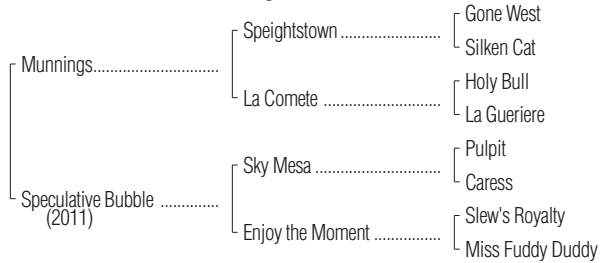 Gone West
Speightstown ........................
Silken Cat
Munnings.............................
Holy Bull
La Comete ...........................
La Gueriere
Pulpit
Sky Mesa .............................
Caress
Speculative Bubble ..............
(2011)
Slew's Royalty
Enjoy the Moment ................
Miss Fuddy Duddy